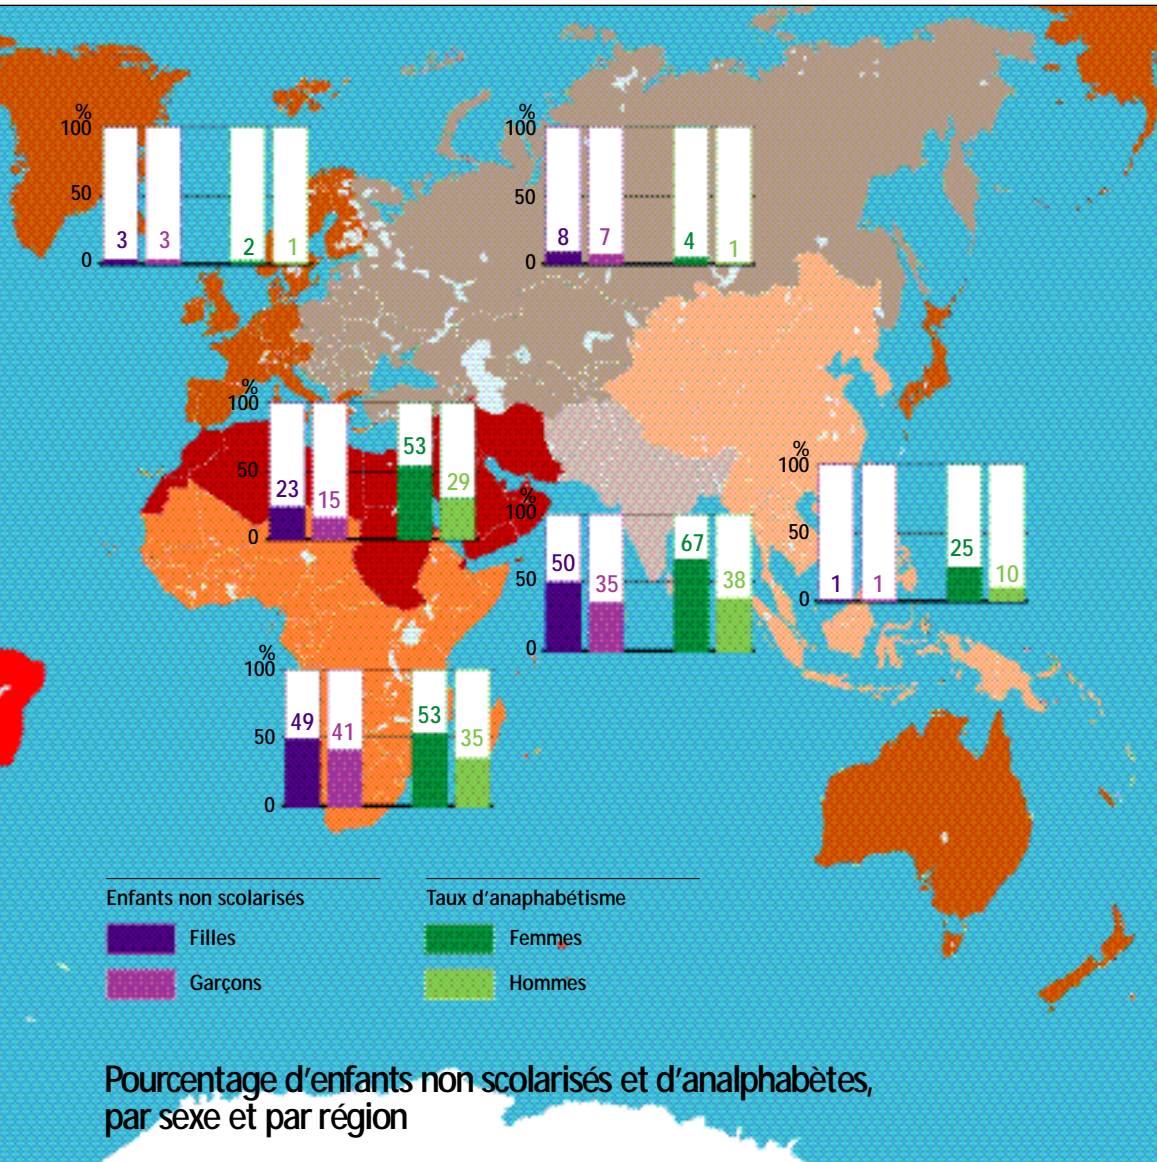 %
100
50
0
3 3 2 1
%
100
50
0
8 7 4 1
%
100
50
0
23 15 53 29
%
100
50
0
50 35 67 38
%
100
50
0
1 1 25 10
%
100
50
0
49 41 53 35
Enfants non scolarisés
Filles
Garçons
Taux d'anaphabétisme
Femmes
Hommes
Pourcentage d'enfants non scolarisés et d'analphabètes,
par sexe et par région